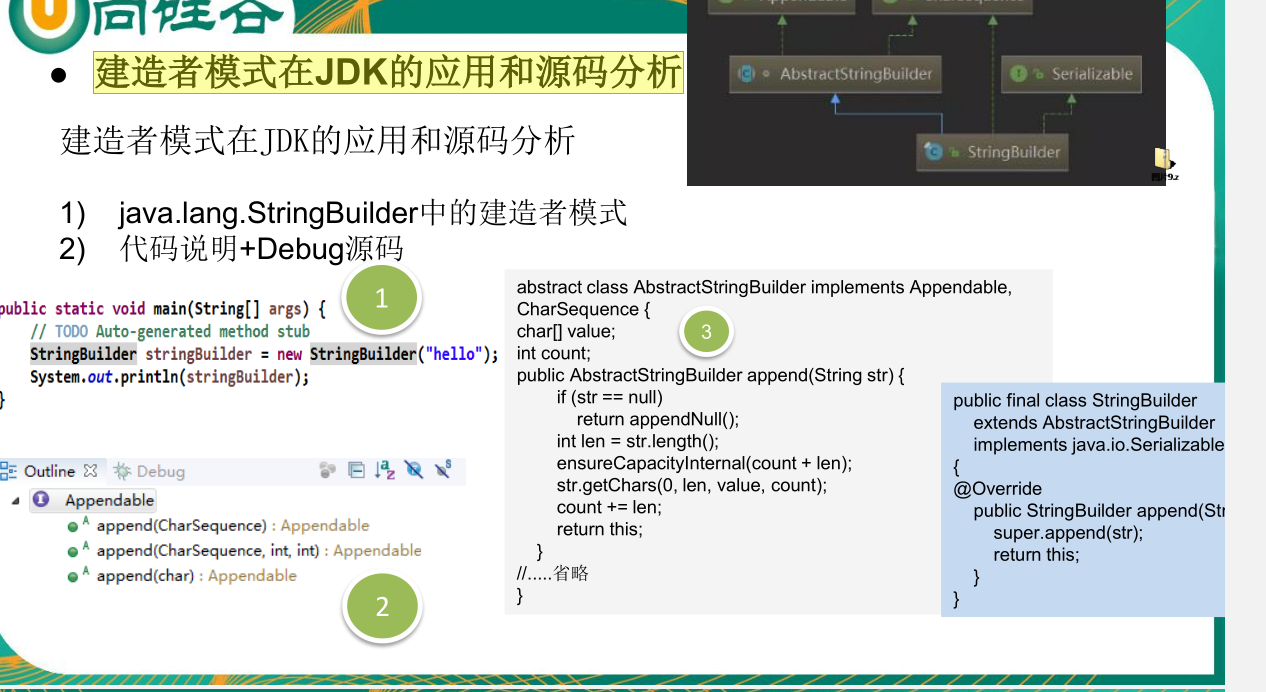 尚硅谷
Appendable
CharSequence
建造者模式在JDK的应用和源码分析
AbstractStringBuilder
Serializable
StringBuilder
图片9.z
建造者模式在JDK的应用和源码分析
1) java.lang.StringBuilder中的建造者模式
2) 代码说明+Debug源码
1
public static void main(String[] args) {
// TODO Auto-generated method stub
StringBuilder stringBuilder = new StringBuilder("hello");
System.out.println(stringBuilder);
}
Outline
Debug
Appendable
append(CharSequence) : Appendable
append(CharSequence, int, int) : Appendable
append(char) : Appendable
2
abstract class AbstractStringBuilder implements Appendable,
CharSequence {
char[] value;
3
int count;
public AbstractStringBuilder append(String str) {
if (str == null)
return appendNull();
int len = str.length();
ensureCapacityInternal(count + len);
str.getChars(0, len, value, count);
count += len;
return this;
}
//.....省略
}
public final class StringBuilder
extends AbstractStringBuilder
implements java.io.Serializable
{
@Override
public StringBuilder append(Str
super.append(str);
return this;
}
}